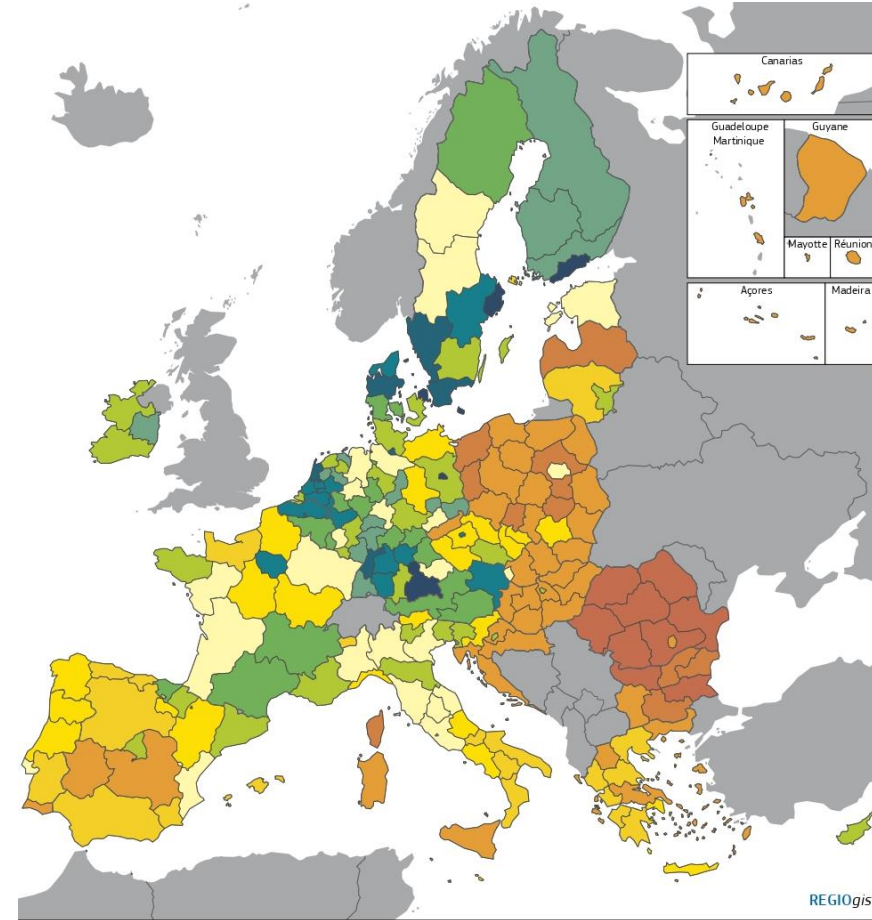 Canarias
Guadeloupe
Martinique
Guyane
Mayotte
Réunion
Açores
Madeira
REGIOgis